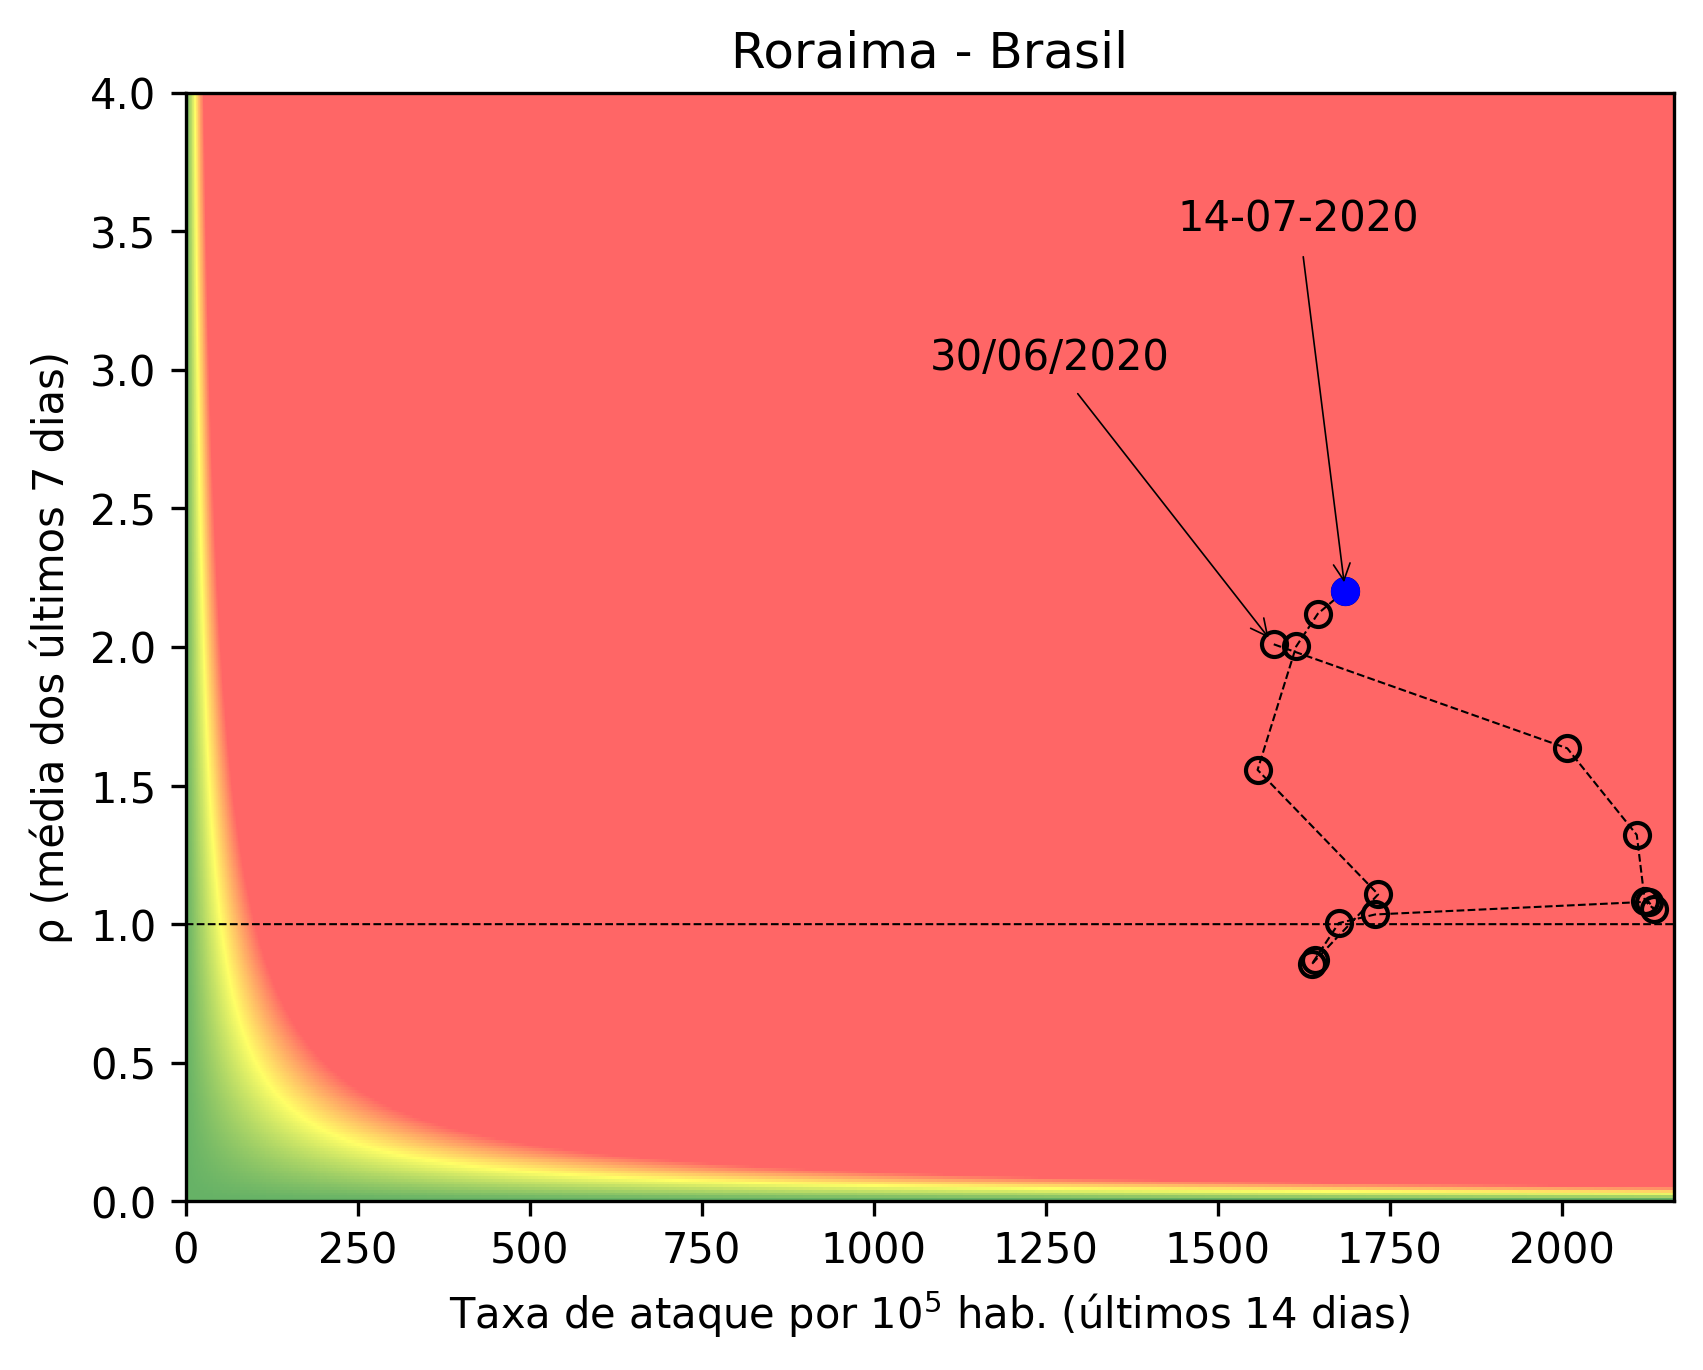 Roraima - Brasil
4.0
3.5
3.0
2.5
2.0
1.5
1.0
0.5
0.0
ρ (média dos últimos 7 dias)
14-07-2020
30/06/2020
0 250 500 750 1000 1250 1500 1750 2000
Taxa de ataque por 10⁵ hab. (últimos 14 dias)